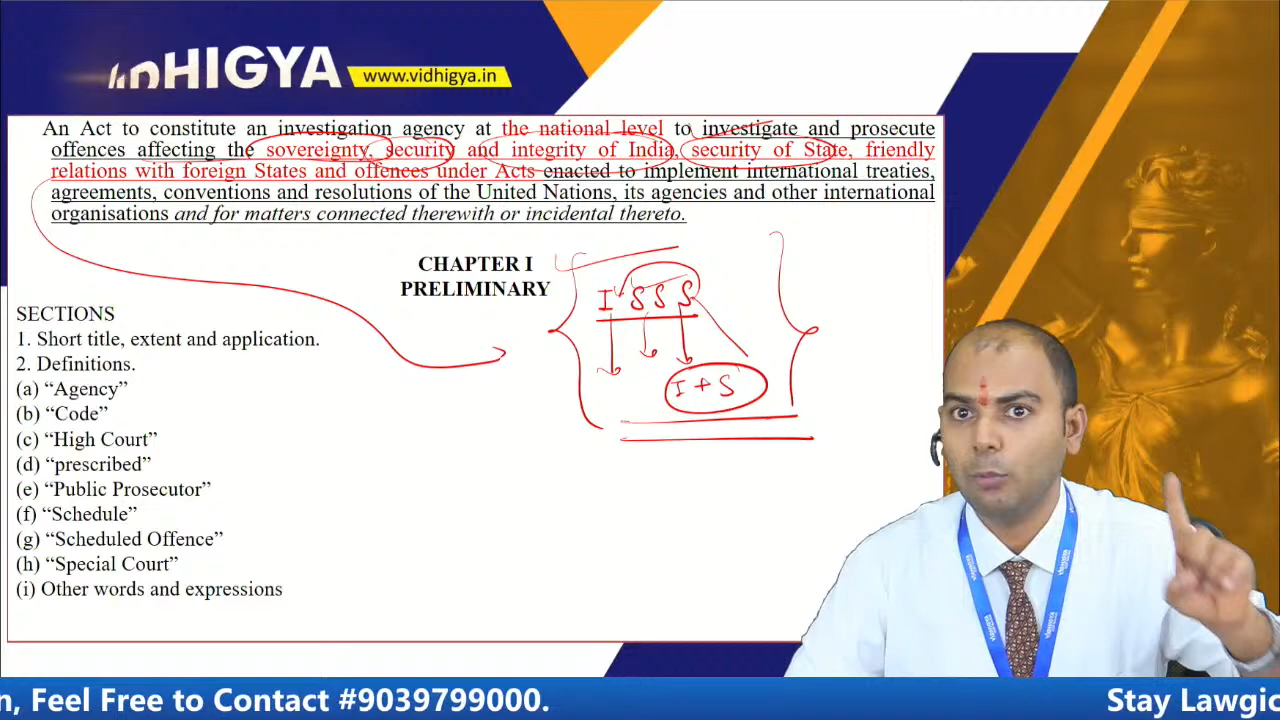 VIDHIGYA
www.vidhigya.in
An Act to constitute an investigation agency at the national level to investigate and prosecute
offences affecting the sovereignty, security and integrity of India, security of State, friendly
relations with foreign States and offences under Acts enacted to implement international treaties,
agreements, conventions and resolutions of the United Nations, its agencies and other international
organisations and for matters connected therewith or incidental thereto.
CHAPTER I
PRELIMINARY
I S S S
I + S
SECTIONS
1. Short title, extent and application.
2. Definitions.
(a) “Agency”
(b) “Code”
(c) “High Court”
(d) “prescribed”
(e) “Public Prosecutor”
(f) “Schedule”
(g) “Scheduled Offence”
(h) “Special Court”
(i) Other words and expressions
n, Feel Free to Contact #9039799000.
Stay Lawgic